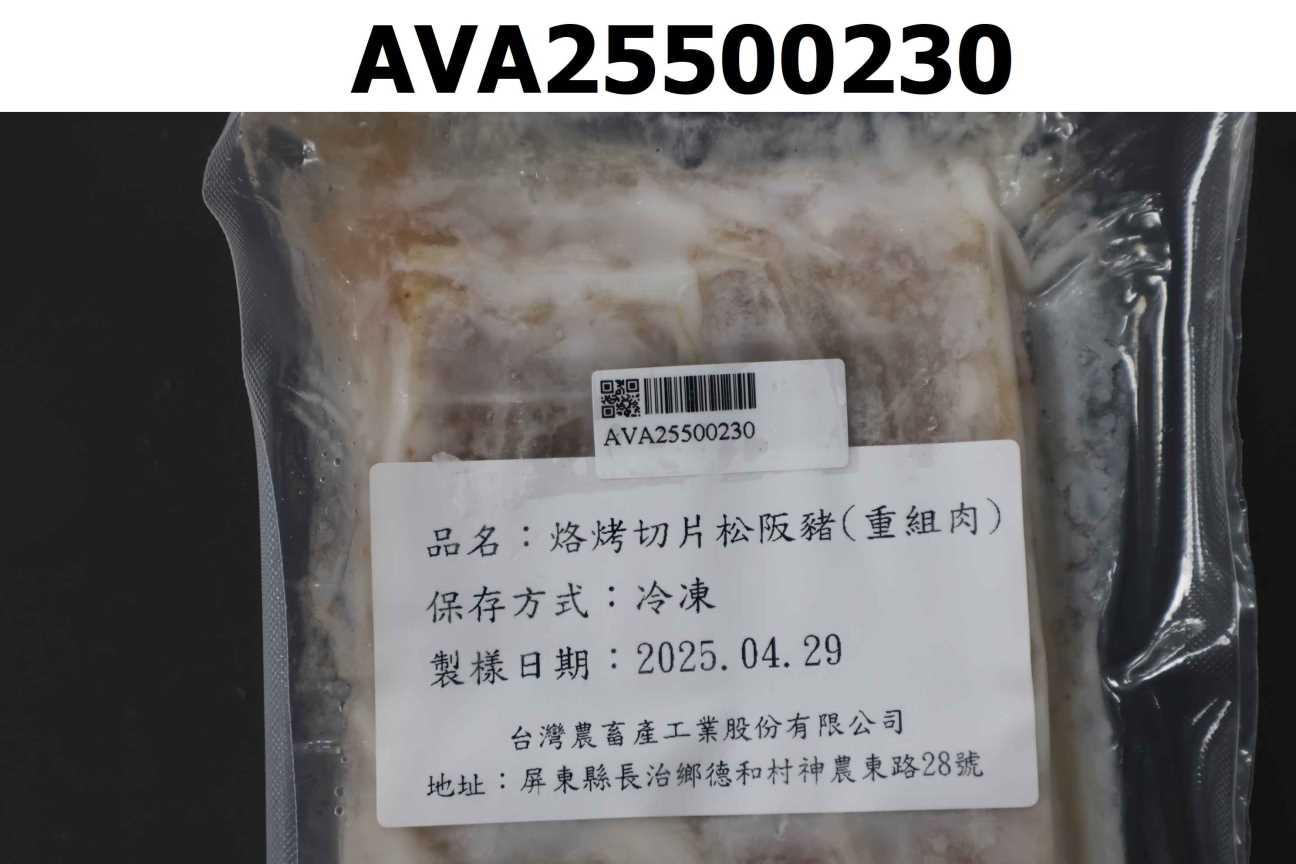 AVA25500230
AVA25500230
品名：烙烤切片松阪豬(重組肉)
保存方式：冷凍
製樣日期：2025.04.29
台灣農畜產工業股份有限公司
地址：屏東縣長治鄉德和村神農東路28號